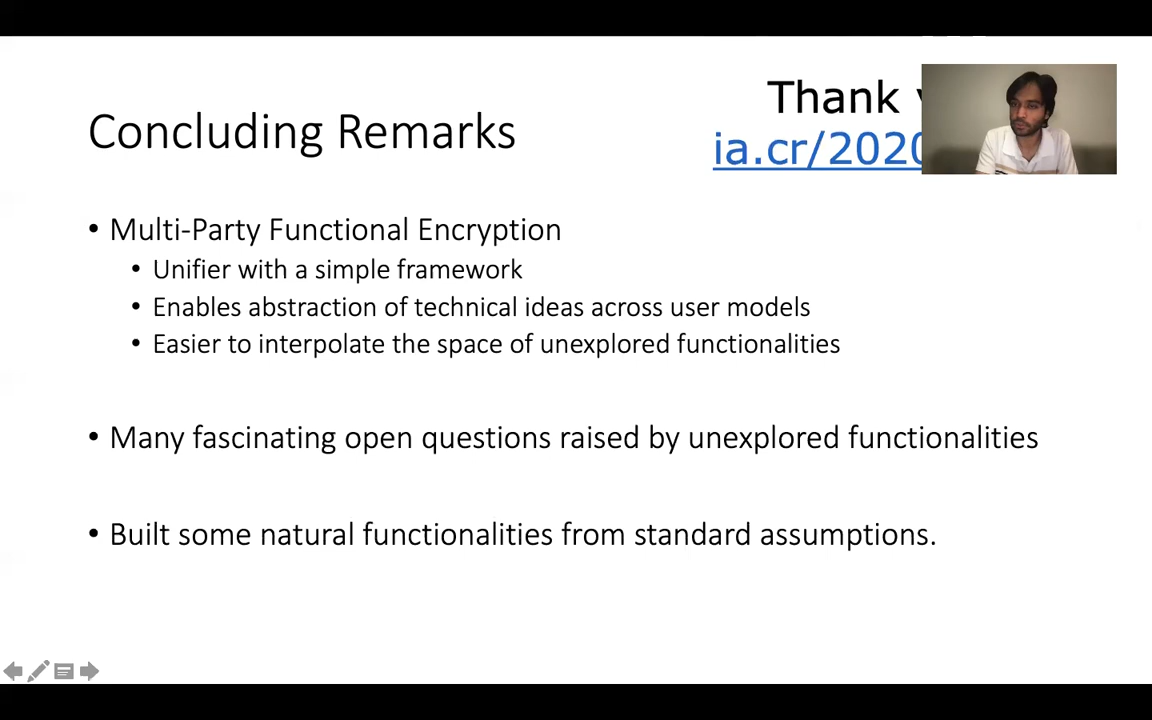 Thank
ia.cr/2020
Concluding Remarks
• Multi-Party Functional Encryption
• Unifier with a simple framework
• Enables abstraction of technical ideas across user models
• Easier to interpolate the space of unexplored functionalities
• Many fascinating open questions raised by unexplored functionalities
• Built some natural functionalities from standard assumptions.